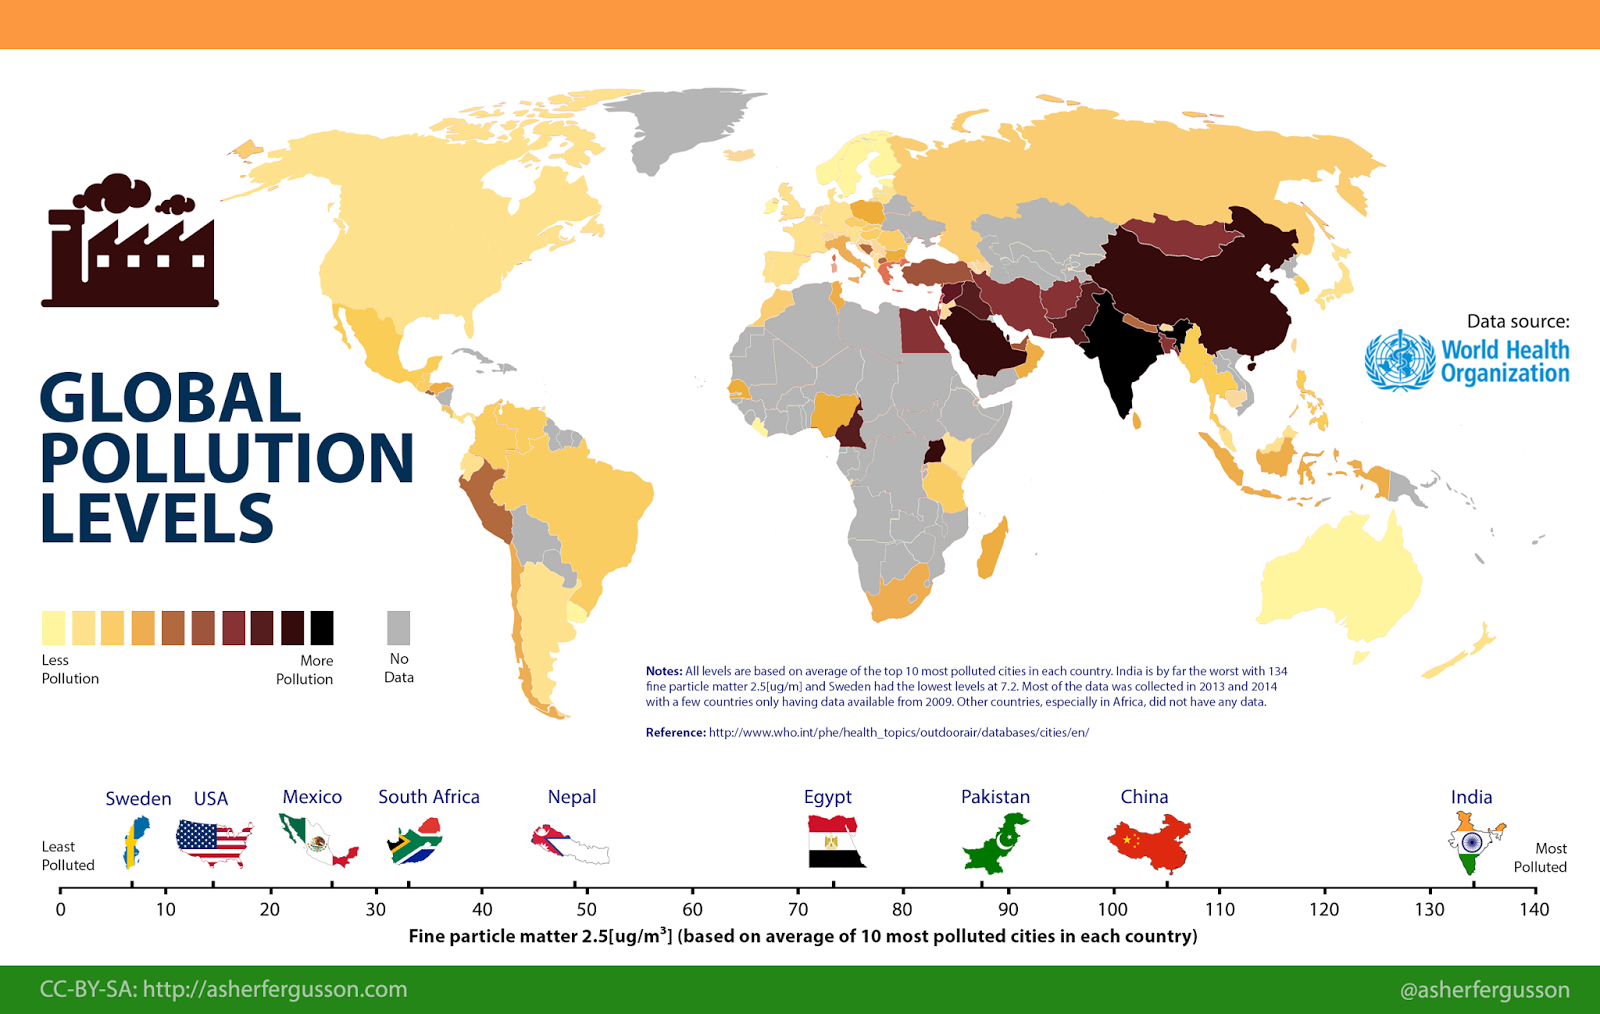 GLOBAL
POLLUTION
LEVELS
Data source:
World Health
Organization
Less
Pollution
More
Pollution
No
Data
Notes: All levels are based on average of the top 10 most polluted cities in each country. India is by far the worst with 134
fine particle matter 2.5[ug/m] and Sweden had the lowest levels at 7.2. Most of the data was collected in 2013 and 2014
with a few countries only having data available from 2009. Other countries, especially in Africa, did not have any data.
Reference: http://www.who.int/phe/health_topics/outdoorair/databases/cities/en/
Sweden USA Mexico South Africa Nepal Egypt Pakistan China India
Least
Polluted
Most
Polluted
0 10 20 30 40 50 60 70 80 90 100 110 120 130 140
Fine particle matter 2.5[ug/m³] (based on average of 10 most polluted cities in each country)
CC-BY-SA: http://asherfergusson.com
@asherfergusson